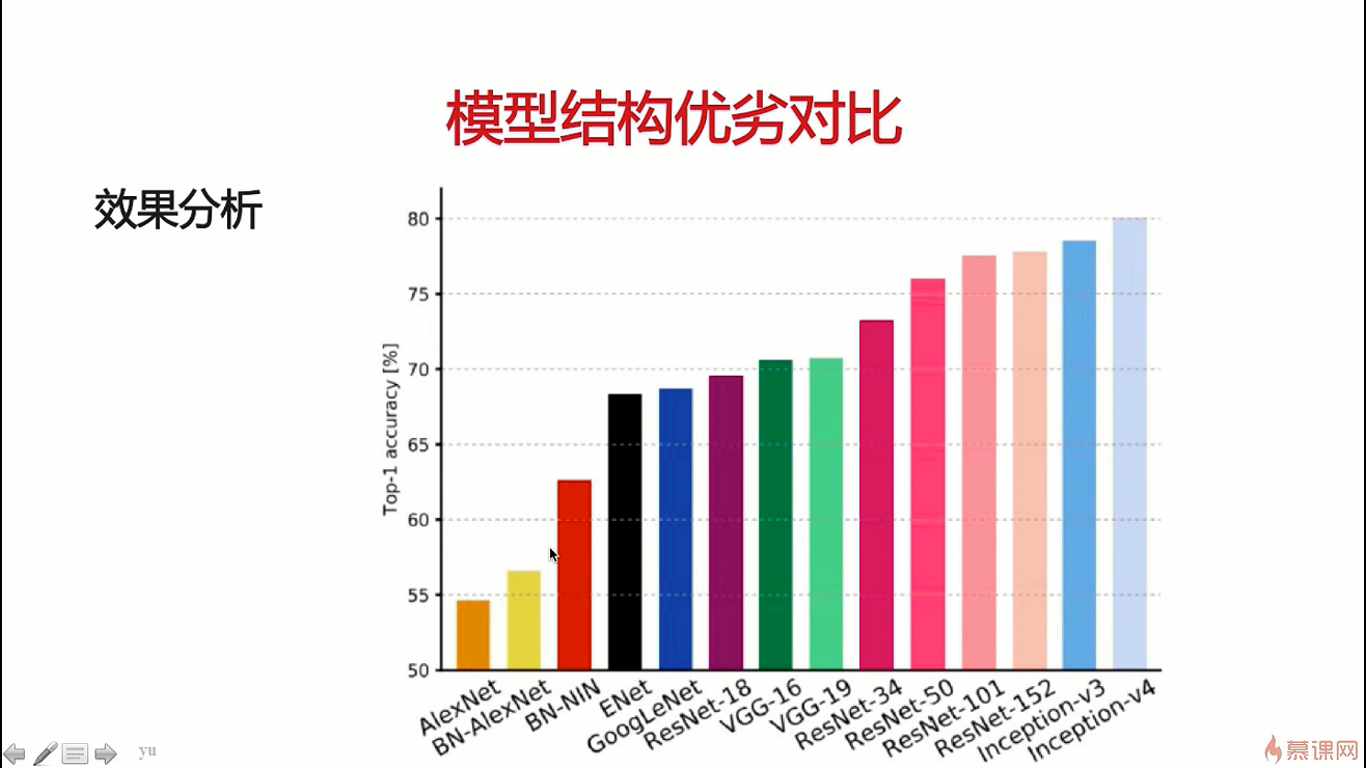 模型结构优劣对比
效果分析
80
75
70
65
60
55
50
Top-1 accuracy [%]
AlexNet
BN-AlexNet
BN-NIN
ENet
GoogLeNet
ResNet-18
VGG-16
VGG-19
ResNet-34
ResNet-50
ResNet-101
ResNet-152
Inception-v3
Inception-v4
yu
慕课网